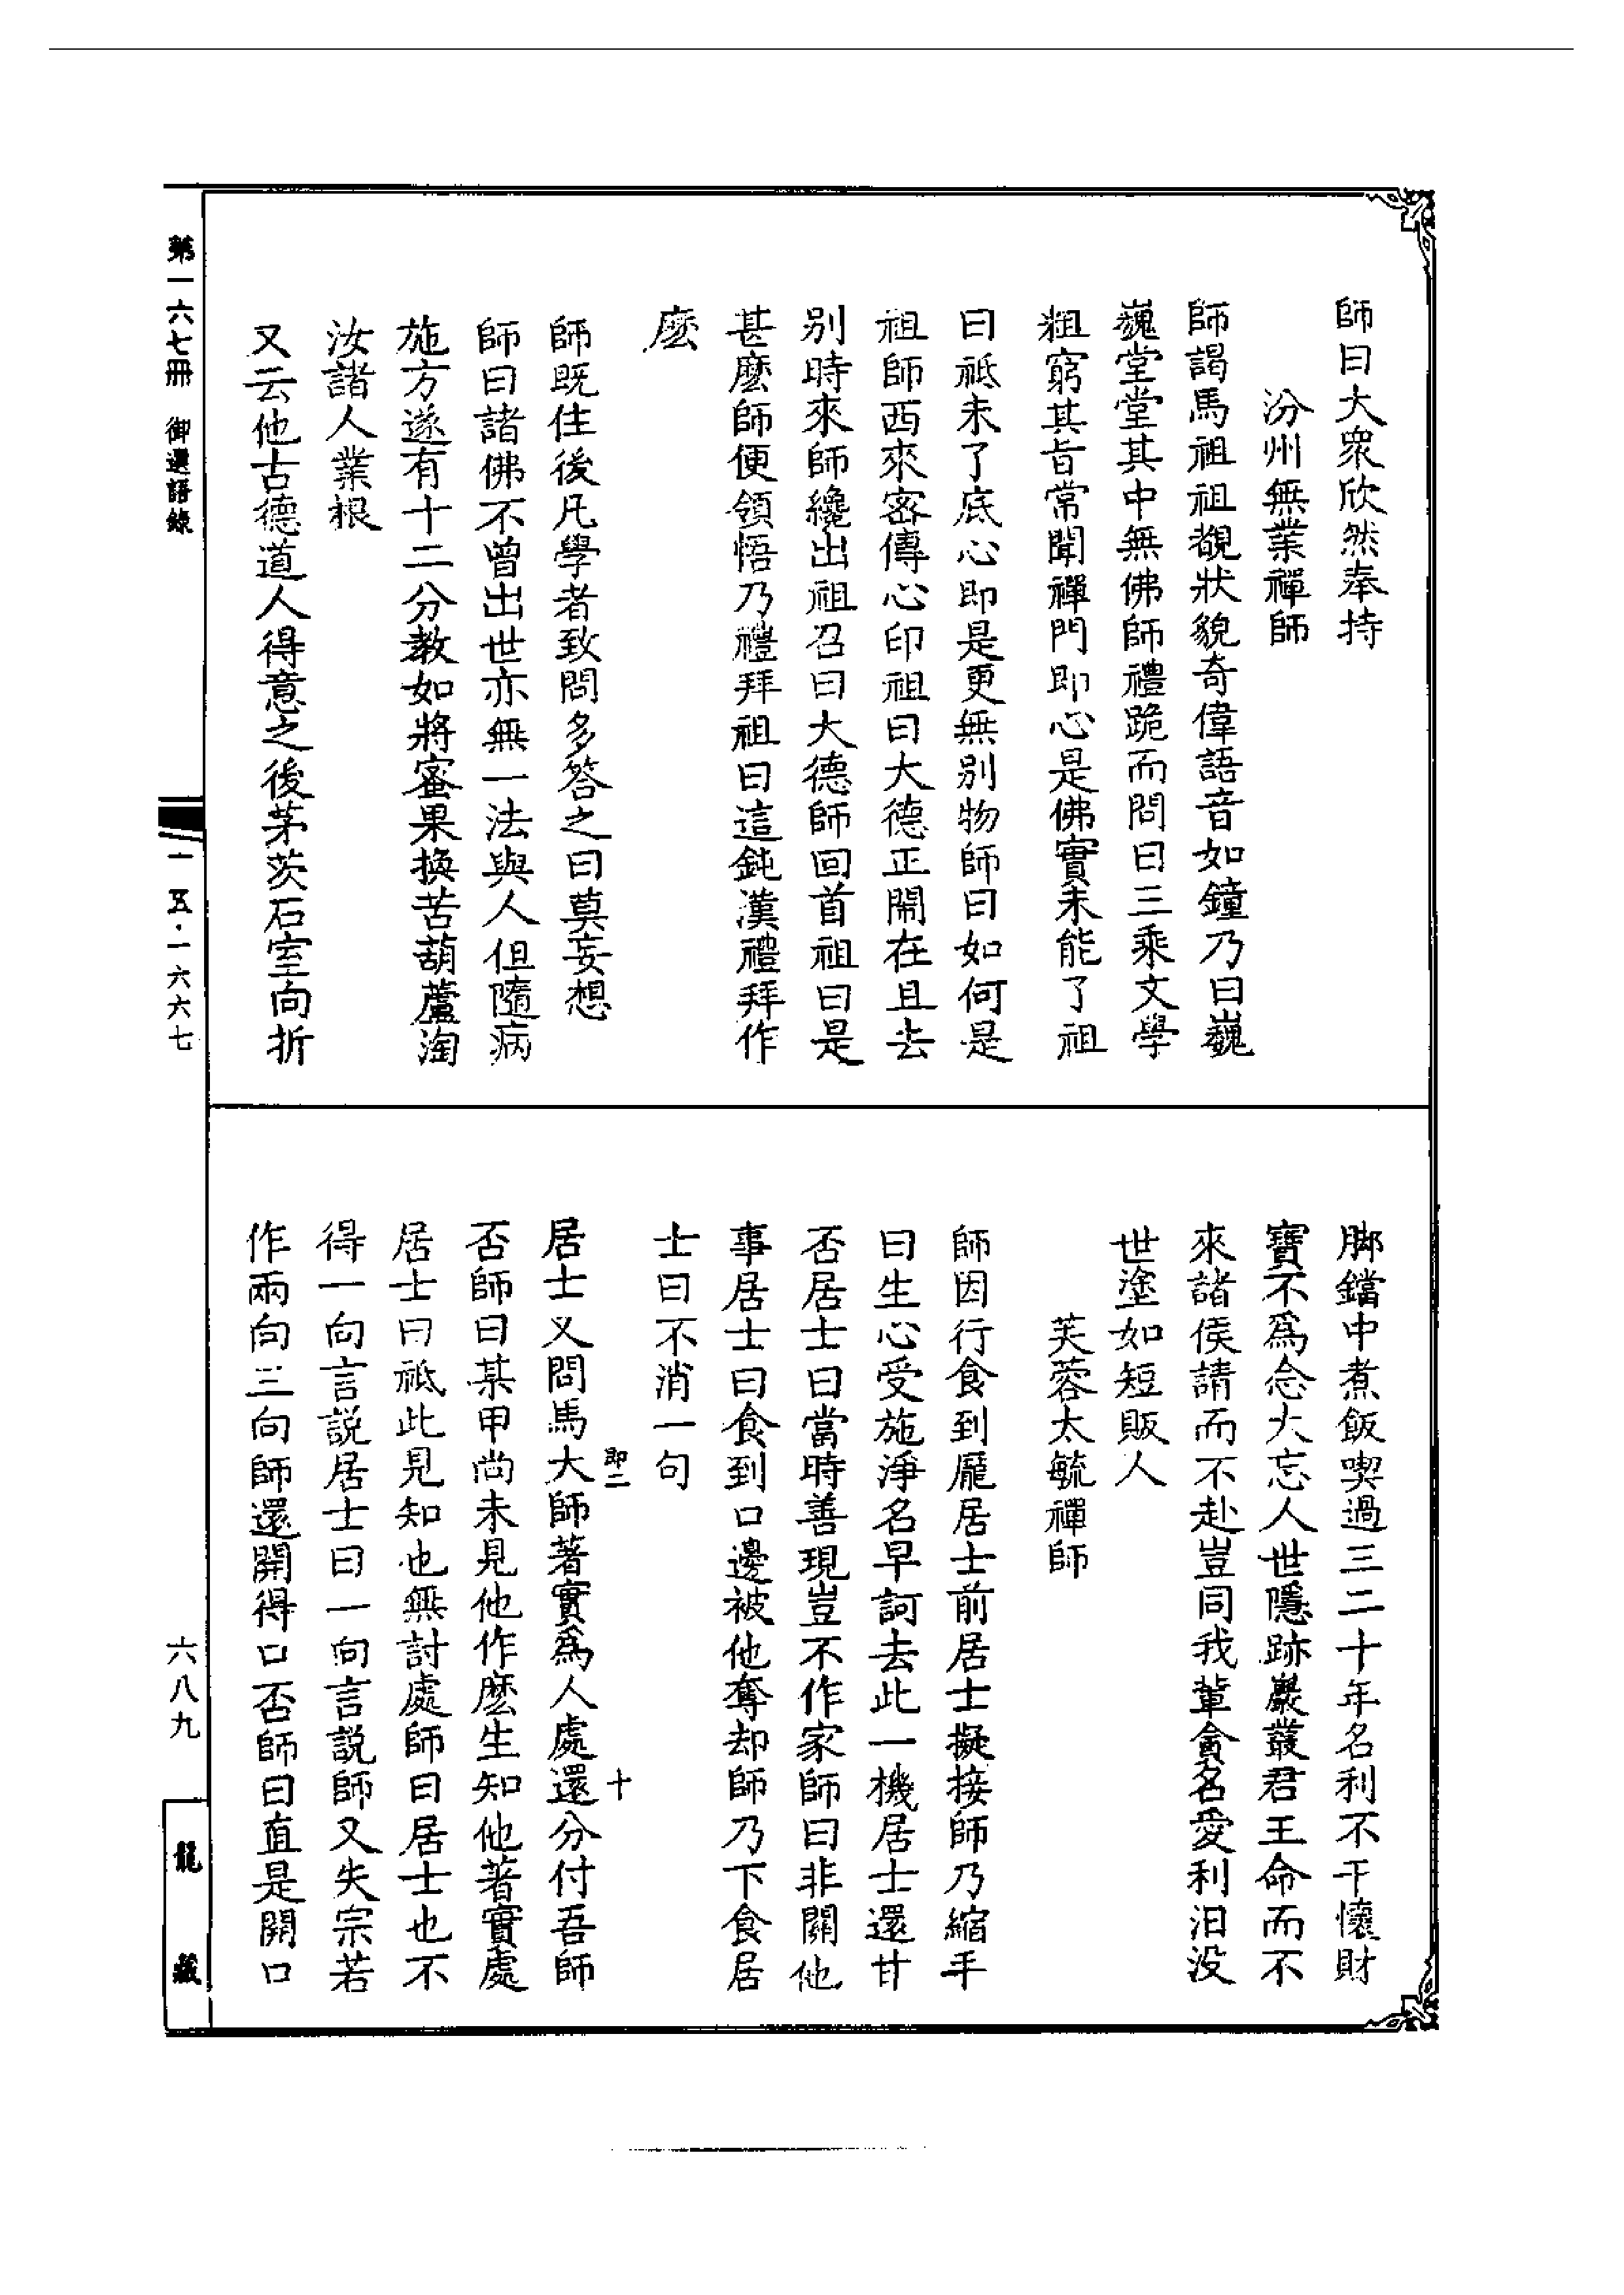 師曰大衆欣然奉持
汾州無業禪師
師謁馬祖祖覩狀貌奇偉語音如鐘乃曰巍
巍堂堂其中無佛師禮跪而問曰三乘文學
粗窮其旨常聞禪門即心是佛實未能了祖
曰祇未了底心即是更無別物師曰如何是
祖師西來密傳心印祖曰大德正鬧在且去
別時來師纔出祖召曰大德師回首祖曰是
甚麽師便領悟乃禮拜祖曰這鈍漢禮拜作
麽
師既住後凡學者致問多答之曰莫妄想
師曰諸佛不曾出世亦無一法與人但隨病
施方遂有十二分教如將蜜果換苦葫蘆淘
汝諸人業根
又云他古德道人得意之後茅茨石室向折
脚鐺中煮飯喫過三二十年名利不干懷財
寶不爲念大忘人世隱跡巖叢君王命而不
來諸侯請而不赴豈同我輩貪名愛利汩没
世塗如短販人
芙蓉太毓禪師
師因行食到龐居士前居士擬接師乃縮手
曰生心受施淨名早訶去此一機居士還甘
否居士曰當時善現豈不作家師曰非關他
事居士曰食到口邊被他奪却師乃下食居
士曰不消一句
居士又問馬大師著實爲人處還分付吾師
否師曰某甲尚未見他作麽生知他著實處
居士曰祇此見知也無討處師曰居士也不
得一向言説居士曰一向言説師又失宗若
作兩向三向師還開得口否師曰直是開口
即二
十
第一六七冊 御選語錄
一五·一六六七
六八九
龍藏